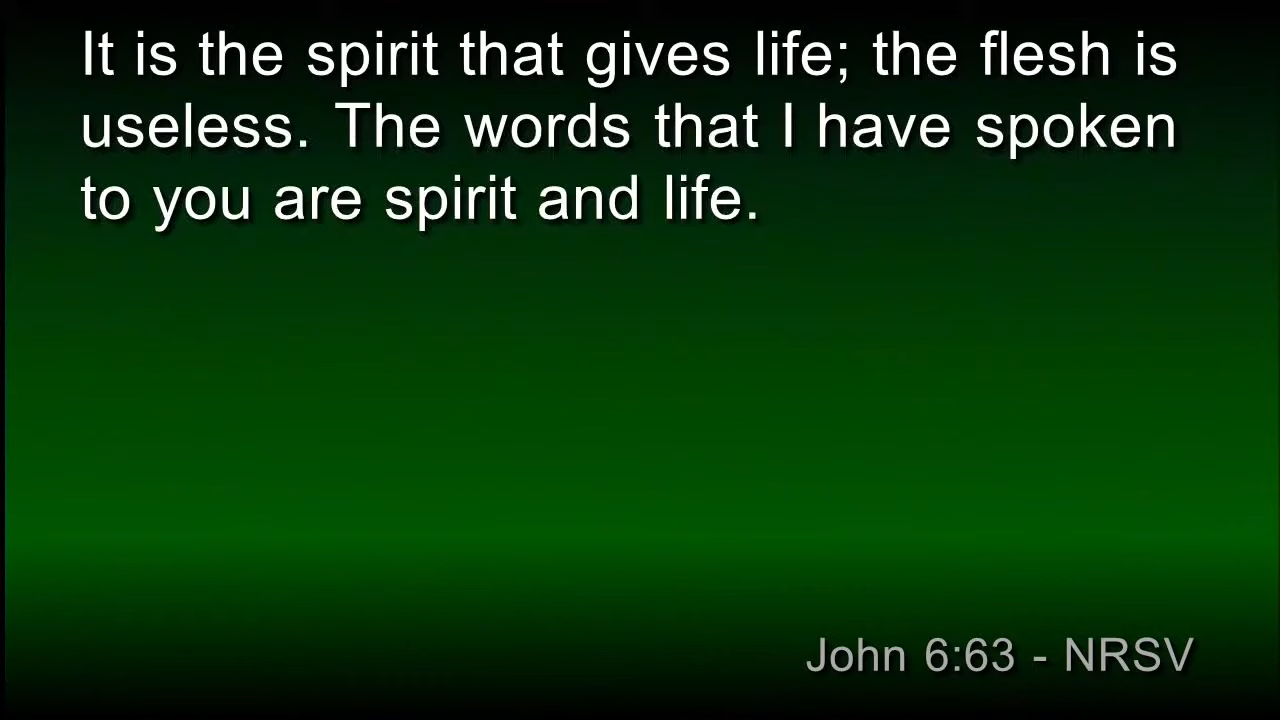 It is the spirit that gives life; the flesh is
useless. The words that I have spoken
to you are spirit and life.
John 6:63 - NRSV